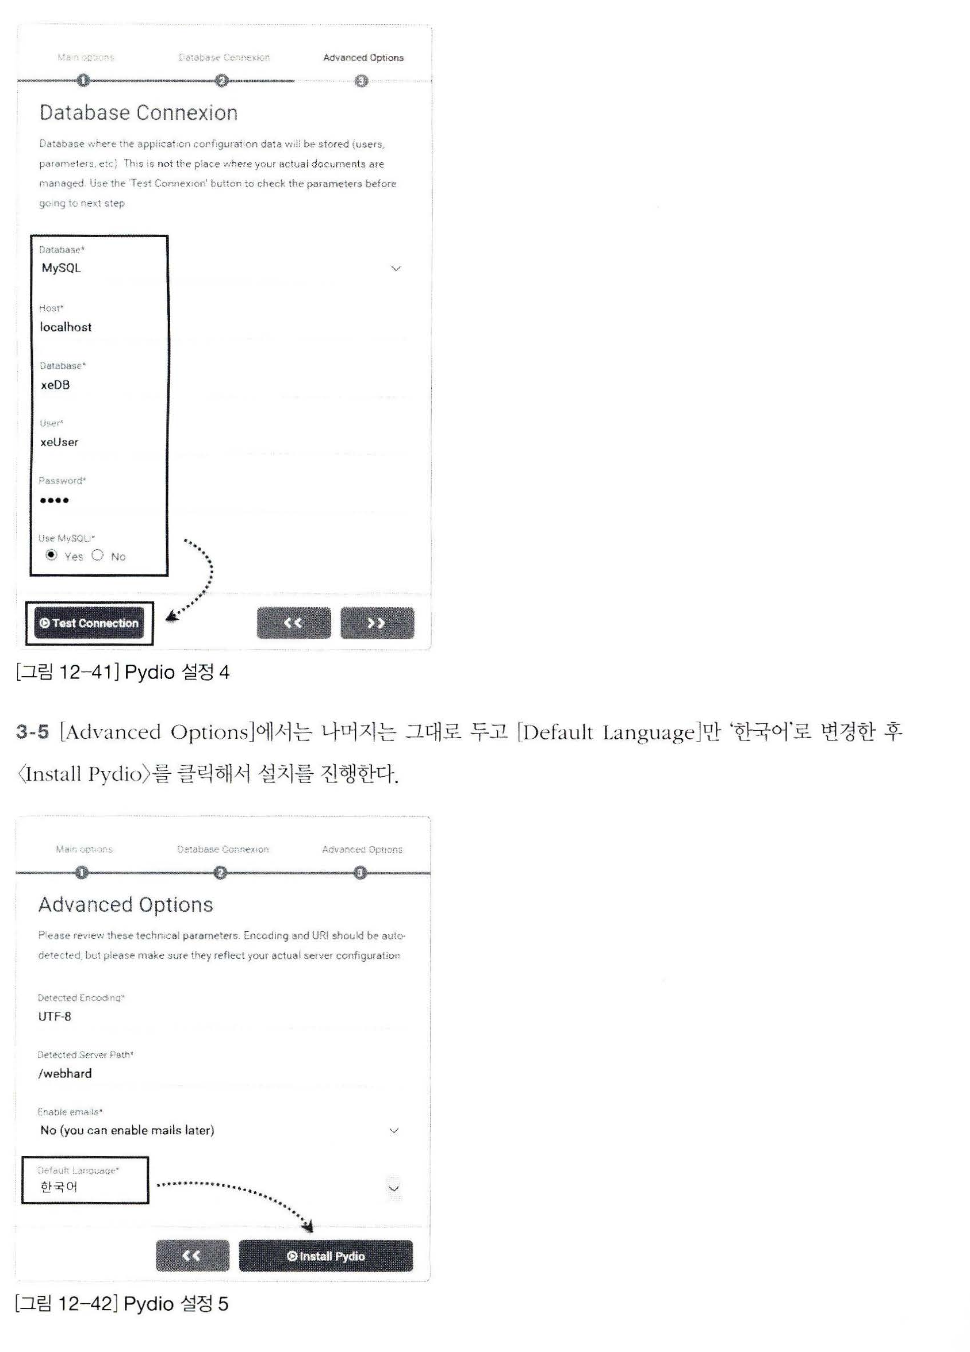 Main options Database Connexion Advanced Options
1 2 3
Database Connexion
Database where the application configuration data will be stored (users,
parameters, etc). This is not the place where your actual documents are
managed. Use the 'Test Connexion' button to check the parameters before
going to next step
Database*
MySQL
Host*
localhost
Database*
xeDB
User*
xeUser
Password*
●●●●
Use MySQLi*
Yes No
Test Connection << >>
[그림 12-41] Pydio 설정 4
3-5 [Advanced Options]에서는 나머지는 그대로 두고 [Default Language]만 ‘한국어’로 변경한 후
〈Install Pydio〉를 클릭해서 설치를 진행한다.
Main options Database Connexion Advanced Options
1 2 3
Advanced Options
Please review these technical parameters. Encoding and URI should be auto-
detected, but please make sure they reflect your actual server configuration
Detected Encoding*
UTF-8
Detected Server Path*
/webhard
Enable emails*
No (you can enable mails later)
Default Language*
한국어
<< Install Pydio
[그림 12-42] Pydio 설정 5